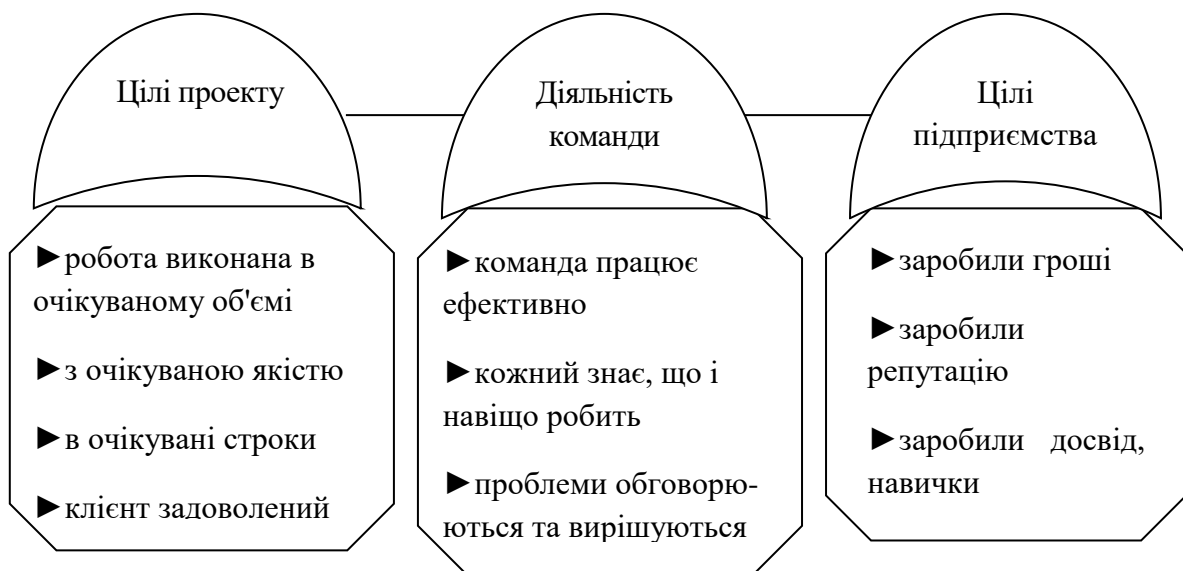 Цілі проекту
►робота виконана в
очікуваному об'ємі
►з очікуваною якістю
►в очікувані строки
►клієнт задоволений
Діяльність
команди
►команда працює
ефективно
►кожний знає, що і
навіщо робить
►проблеми обговорю-
ються та вирішуються
Цілі
підприємства
►заробили гроші
►заробили
репутацію
►заробили досвід,
навички